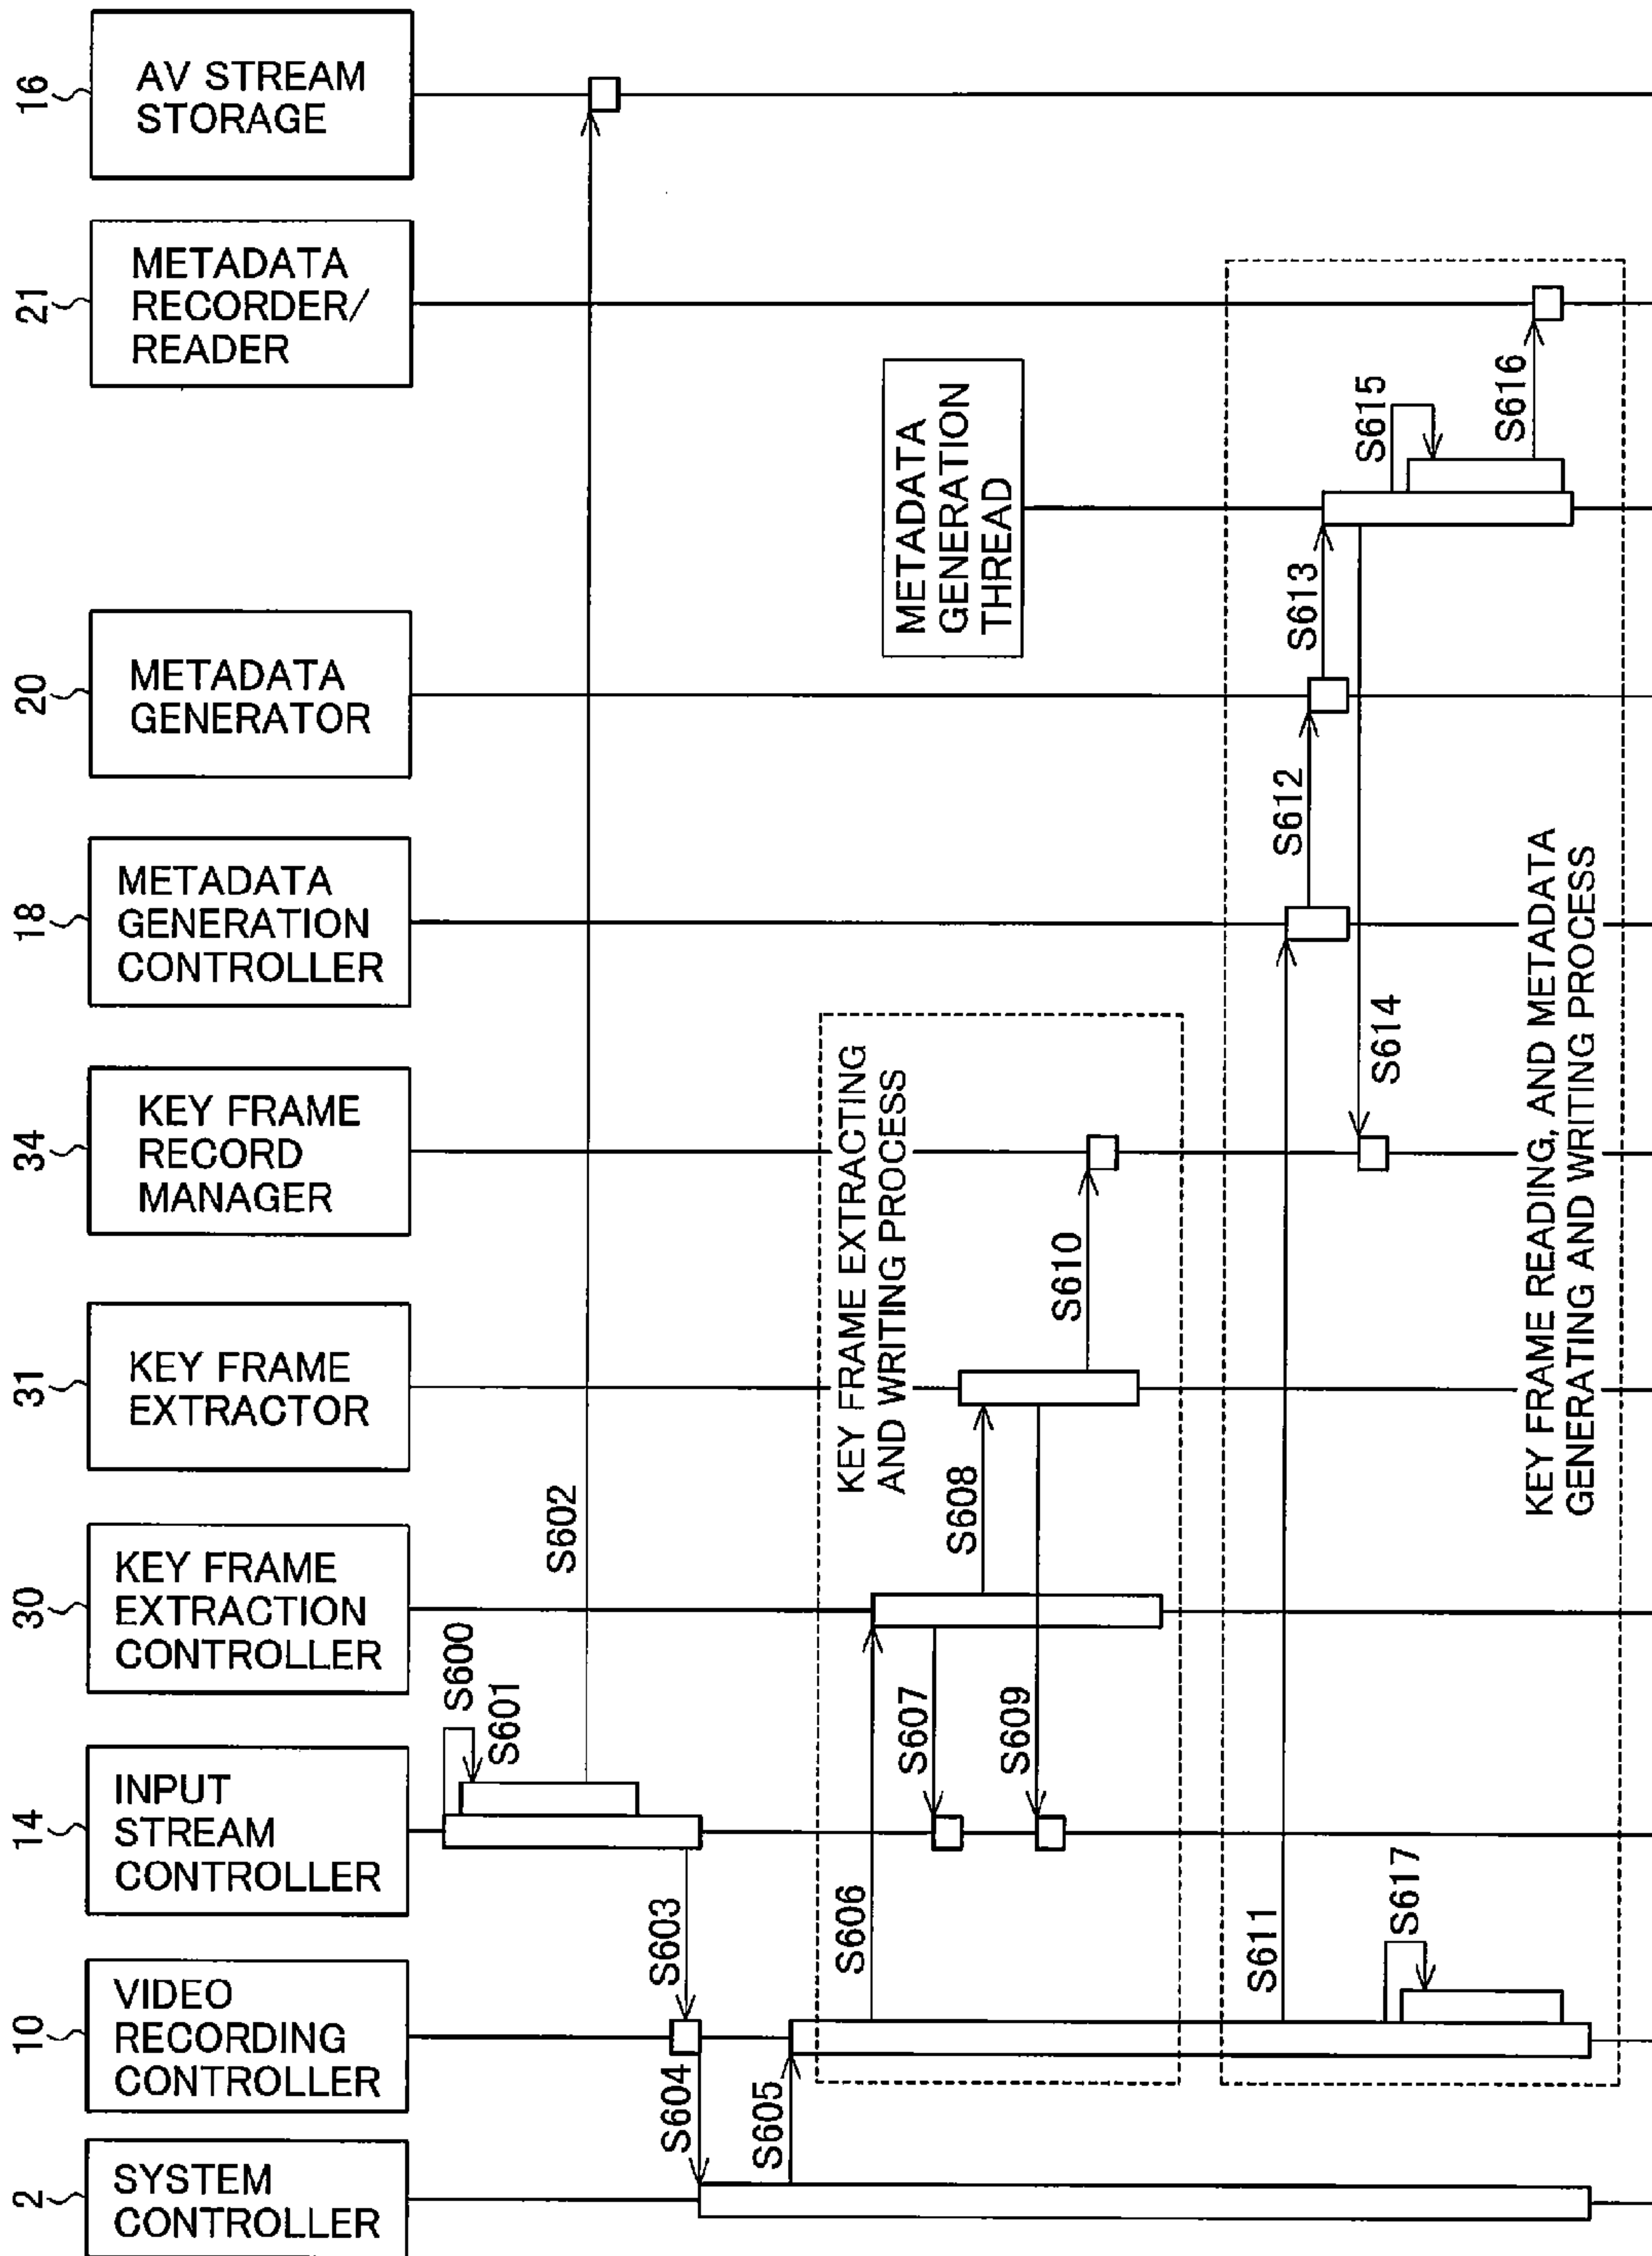 2
SYSTEM
CONTROLLER
10
VIDEO
RECORDING
CONTROLLER
14
INPUT
STREAM
CONTROLLER
30
KEY FRAME
EXTRACTION
CONTROLLER
31
KEY FRAME
EXTRACTOR
34
KEY FRAME
RECORD
MANAGER
18
METADATA
GENERATION
CONTROLLER
20
METADATA
GENERATOR
21
METADATA
RECORDER/
READER
16
AV STREAM
STORAGE
S600
S601
S602
S603
S604
S605
KEY FRAME EXTRACTING
AND WRITING PROCESS
S606
S607
S608
S609
S610
METADATA
GENERATION
THREAD
S611
S612
S613
S614
S615
S616
S617
KEY FRAME READING, AND METADATA
GENERATING AND WRITING PROCESS